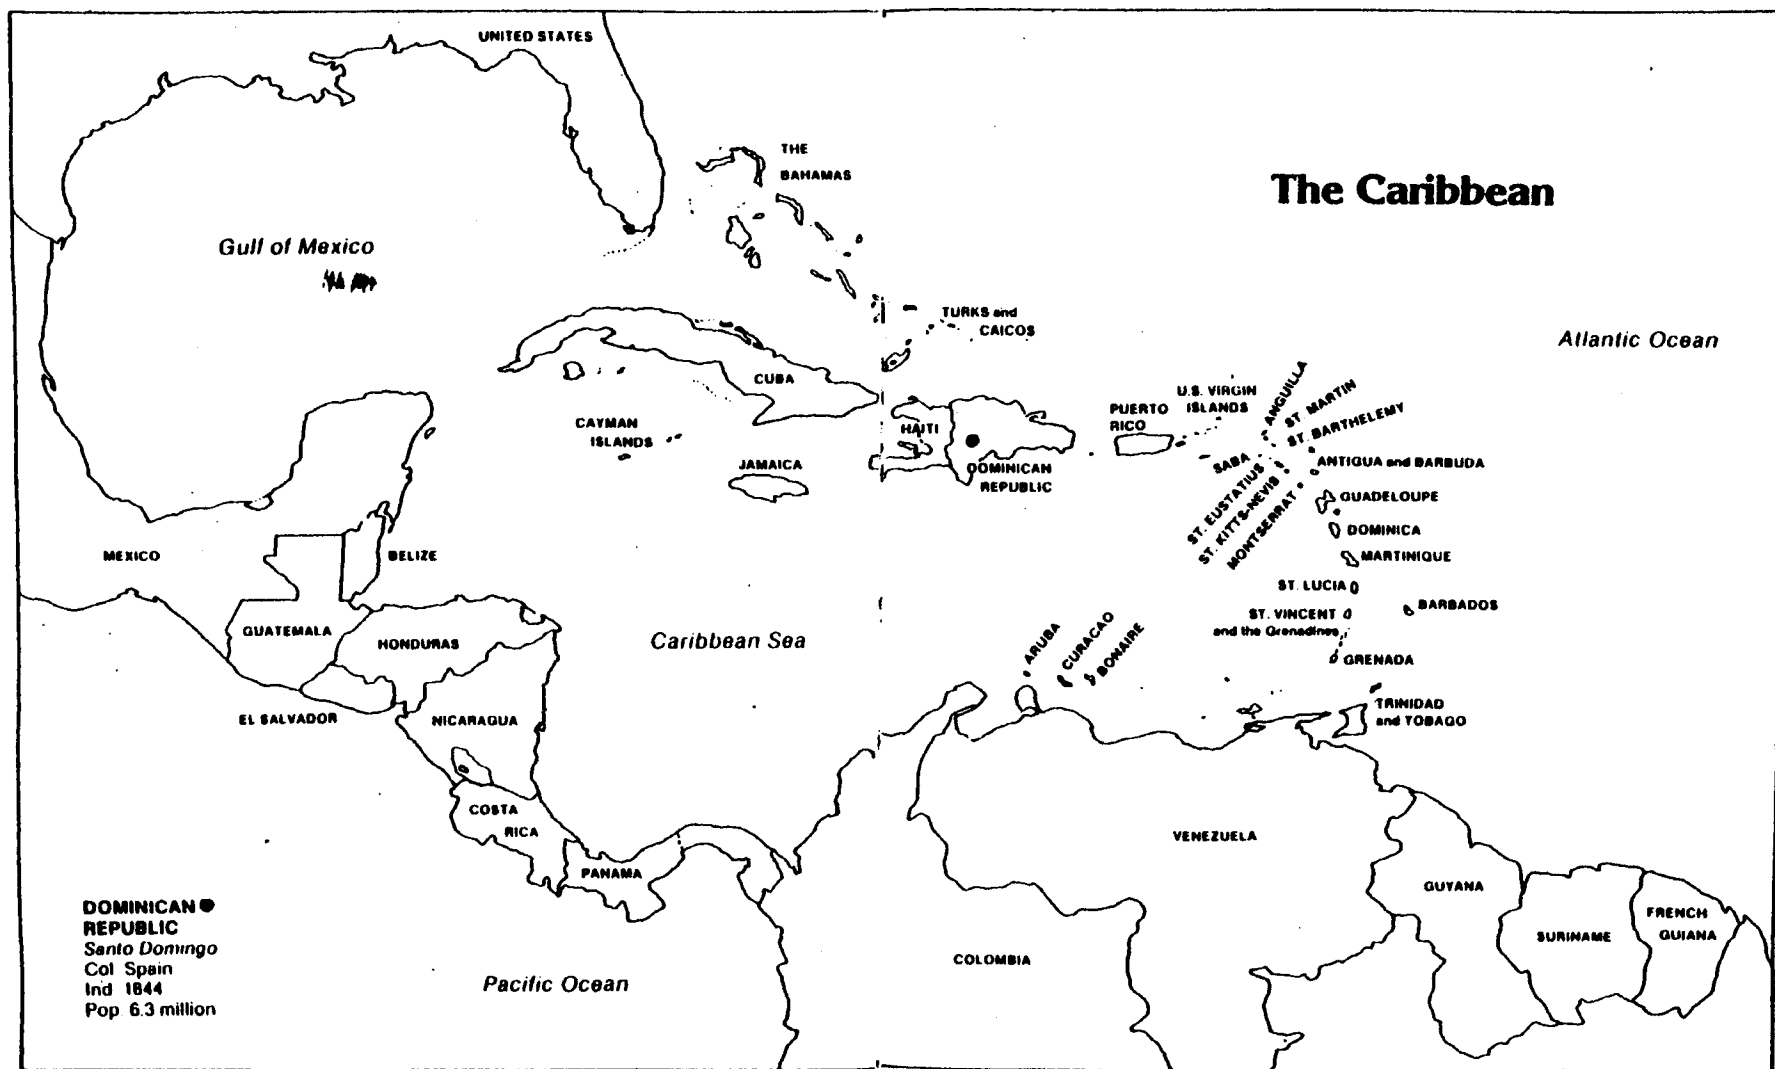 UNITED STATES
THE
BAHAMAS
The Caribbean
Gulf of Mexico
TURKS and
CAICOS
Atlantic Ocean
CUBA
CAYMAN
ISLANDS
JAMAICA
HAITI
DOMINICAN
REPUBLIC
PUERTO
RICO
U.S. VIRGIN
ISLANDS
ANGUILLA
ST. MARTIN
ST. BARTHELEMY
SABA
ST. EUSTATIUS
ST. KITTS-NEVIS
MONTSERRAT
ANTIGUA and BARBUDA
GUADELOUPE
DOMINICA
MARTINIQUE
ST. LUCIA
BARBADOS
ST. VINCENT
and the Grenadines
GRENADA
TRINIDAD
and TOBAGO
MEXICO
BELIZE
GUATEMALA
HONDURAS
Caribbean Sea
ARUBA
CURACAO
BONAIRE
EL SALVADOR
NICARAGUA
COSTA
RICA
PANAMA
VENEZUELA
GUYANA
SURINAME
FRENCH
GUIANA
COLOMBIA
Pacific Ocean
DOMINICAN
REPUBLIC
Santo Domingo
Col Spain
Ind 1844
Pop 6.3 million